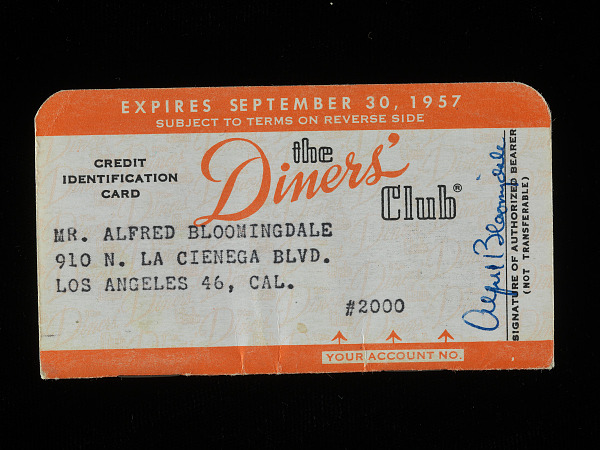 EXPIRES SEPTEMBER 30, 1957
SUBJECT TO TERMS ON REVERSE SIDE
CREDIT
IDENTIFICATION
CARD
the
Diners'
Club®
MR. ALFRED BLOOMINGDALE
910 N. LA CIENEGA BLVD.
LOS ANGELES 46, CAL.
#2000
YOUR ACCOUNT NO.
Alfred Bloomingdale
SIGNATURE OF AUTHORIZED BEARER
(NOT TRANSFERABLE)